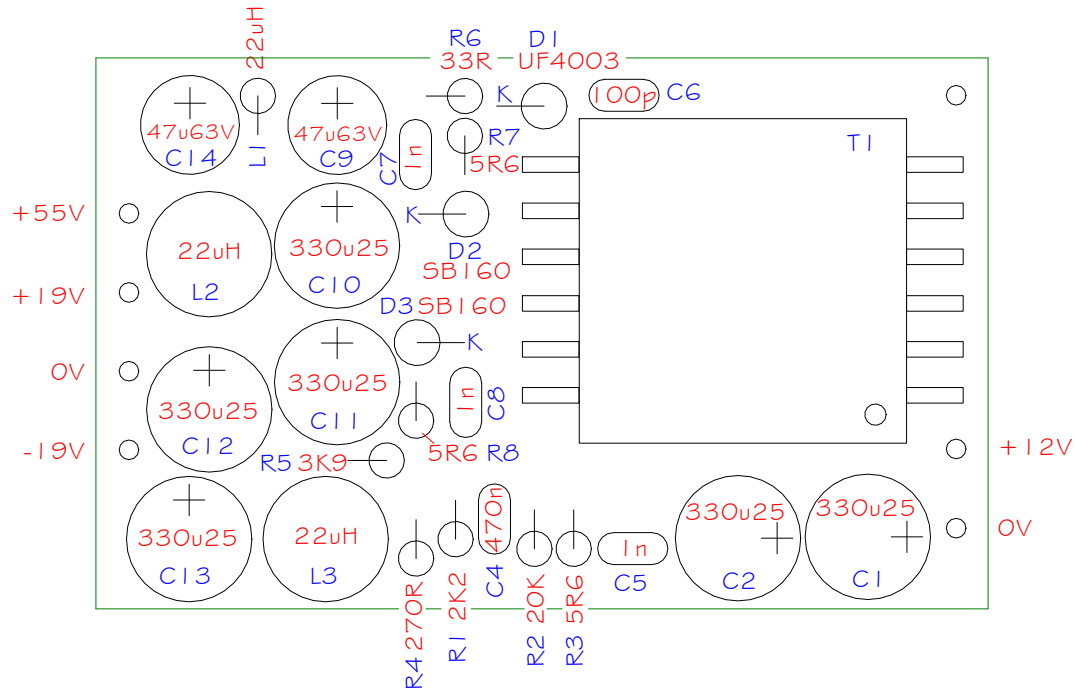 22uH
R6
D1
33R
UF4003
K
100p
C6
47u63V
C14
L1
47u63V
C9
C7
1n
R7
5R6
T1
+55V
K
22uH
L2
330u25
C10
D2
SB160
+19V
D3
SB160
K
0V
330u25
C11
1n
C8
330u25
C12
-19V
5R6
R8
R5
3K9
+12V
330u25
C13
22uH
L3
470n
C4
1n
C5
330u25
C2
330u25
C1
0V
R4
270R
R1
2K2
R2
20K
R3
5R6